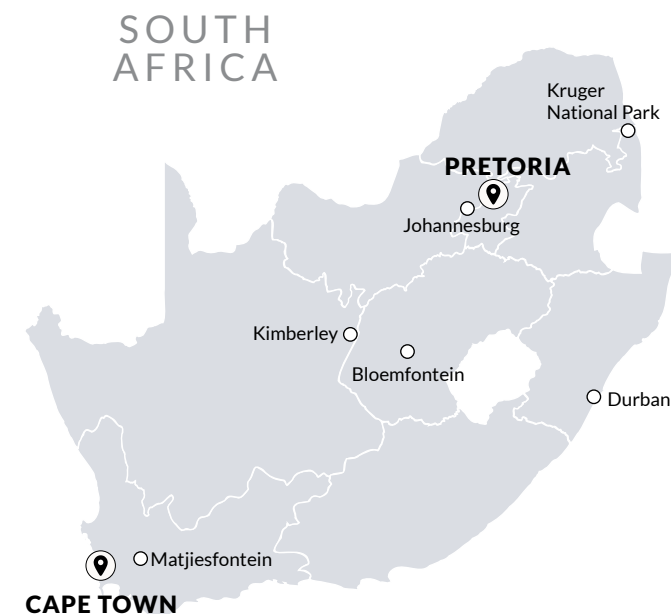 SOUTH
AFRICA
Kruger
National Park
PRETORIA
Johannesburg
Kimberley
Bloemfontein
Durban
Matjiesfontein
CAPE TOWN